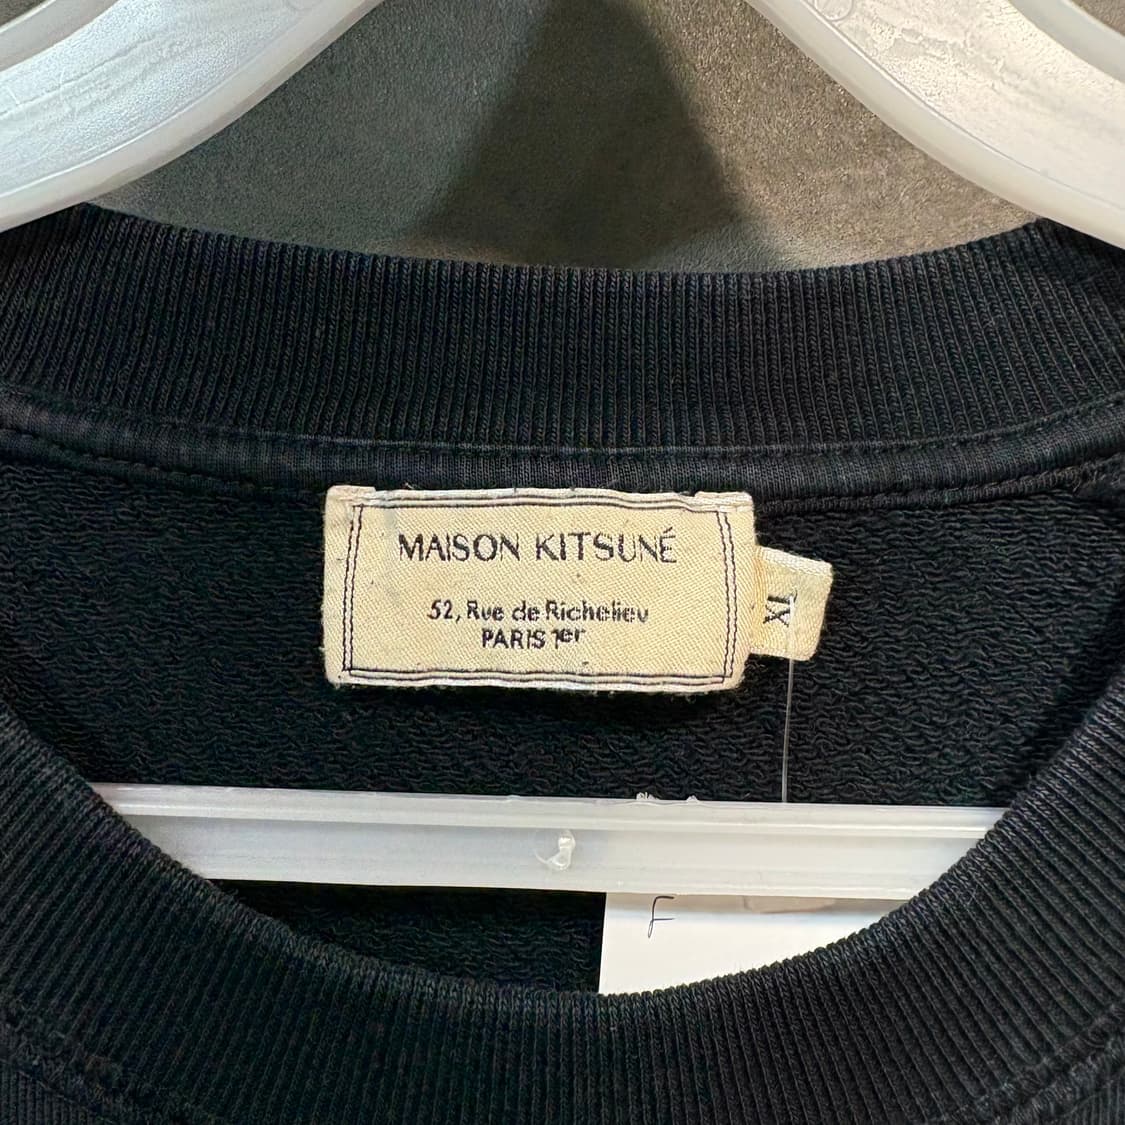 MAISON KITSUNÉ
52, Rue de Richelieu
PARIS 1er
XL